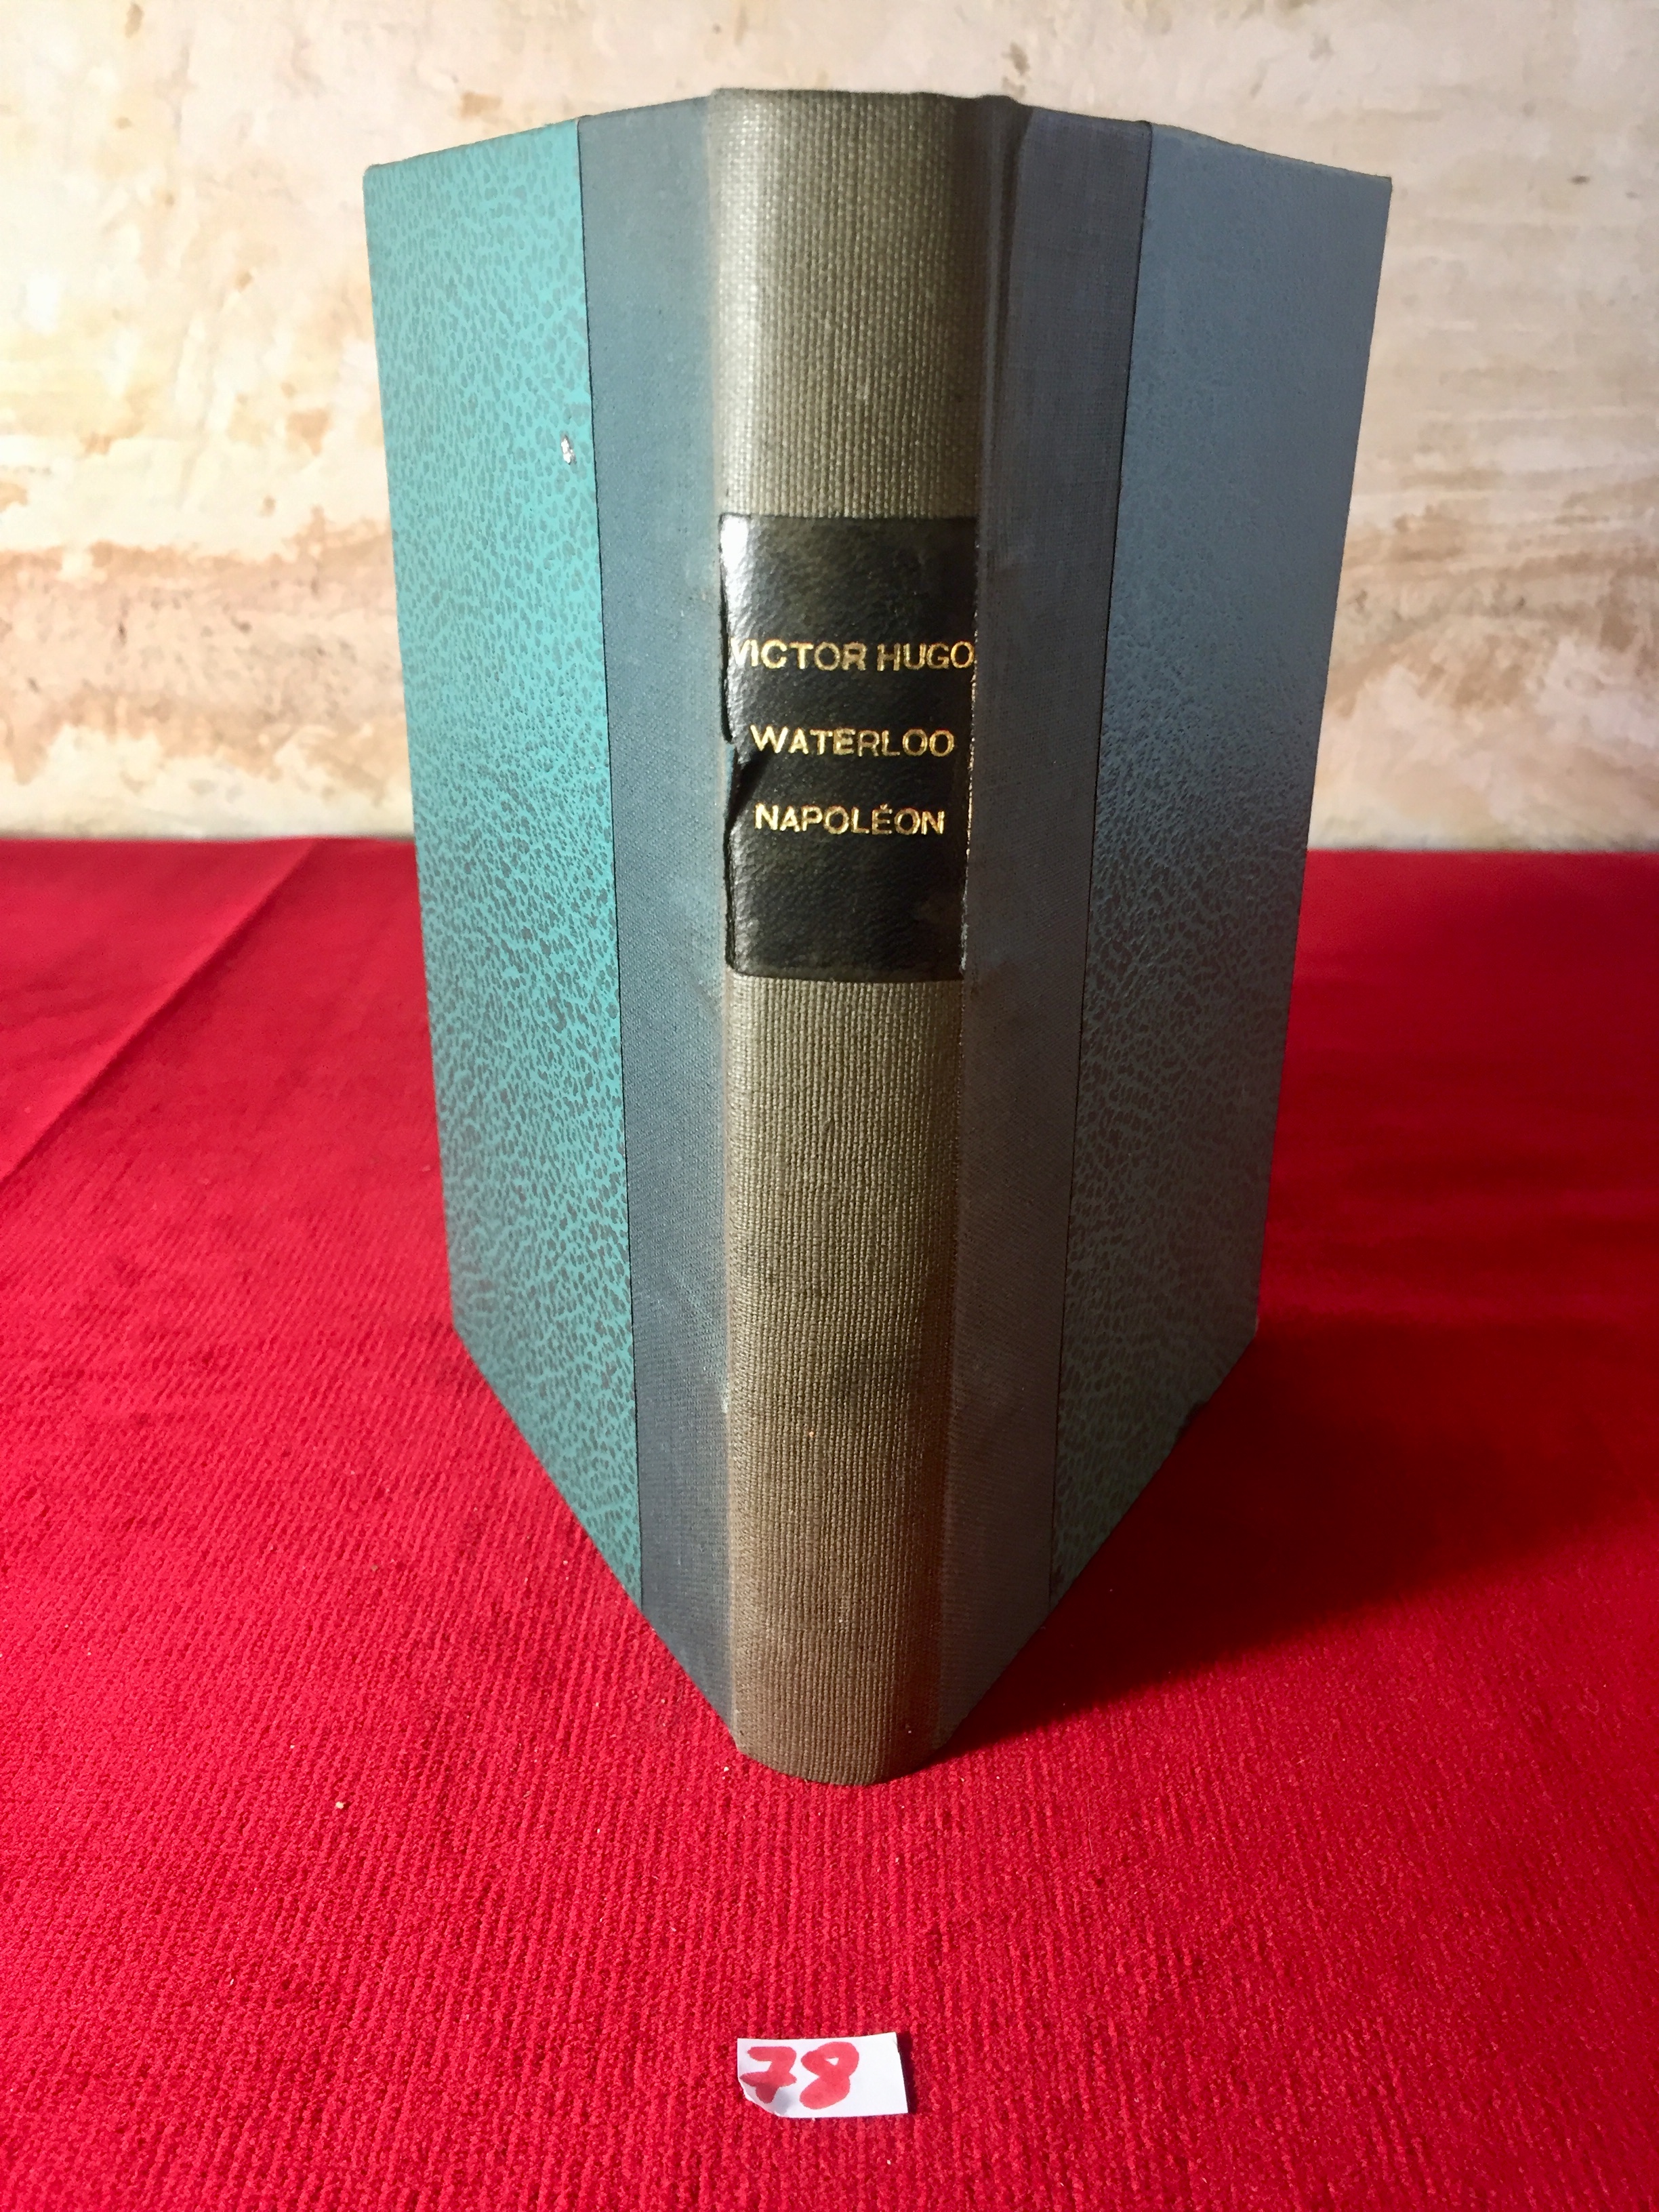 VICTOR HUGO
WATERLOO
NAPOLÉON
78